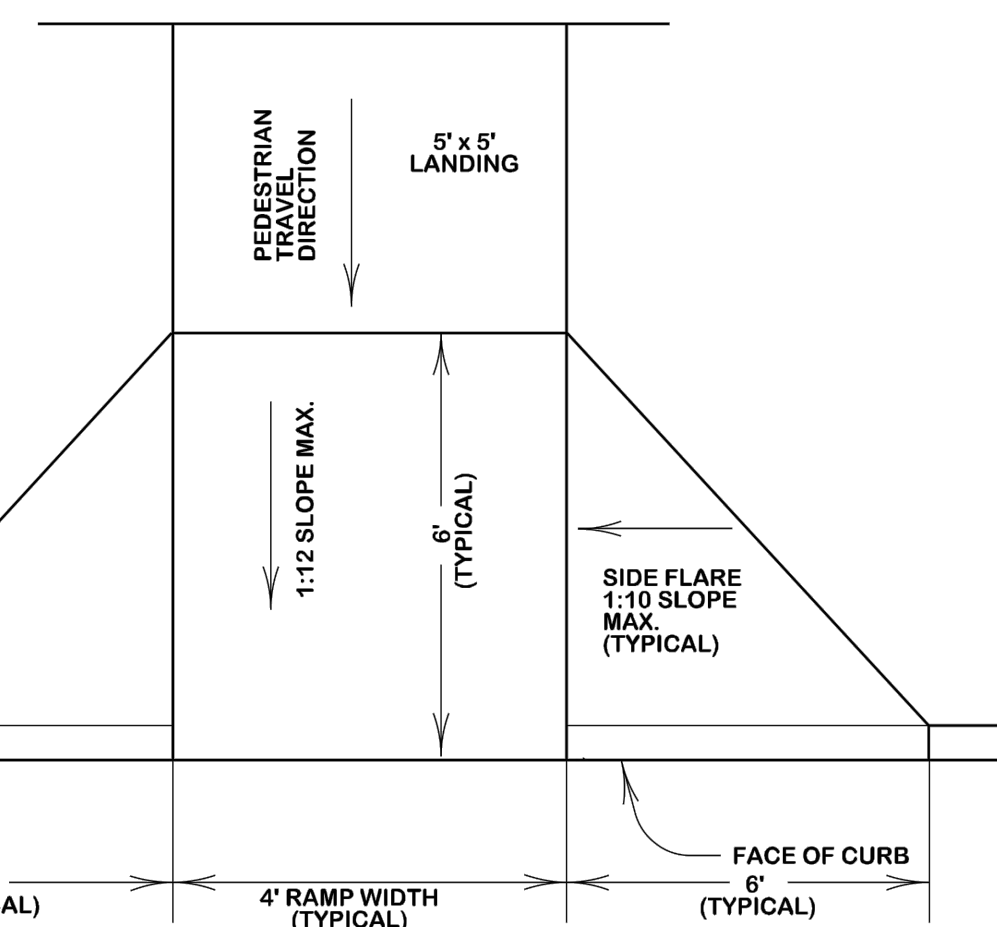 PEDESTRIAN
TRAVEL
DIRECTION
5' x 5'
LANDING
1:12 SLOPE MAX.
6'
(TYPICAL)
SIDE FLARE
1:10 SLOPE
MAX.
(TYPICAL)
FACE OF CURB
AL)
4' RAMP WIDTH
(TYPICAL)
6'
(TYPICAL)